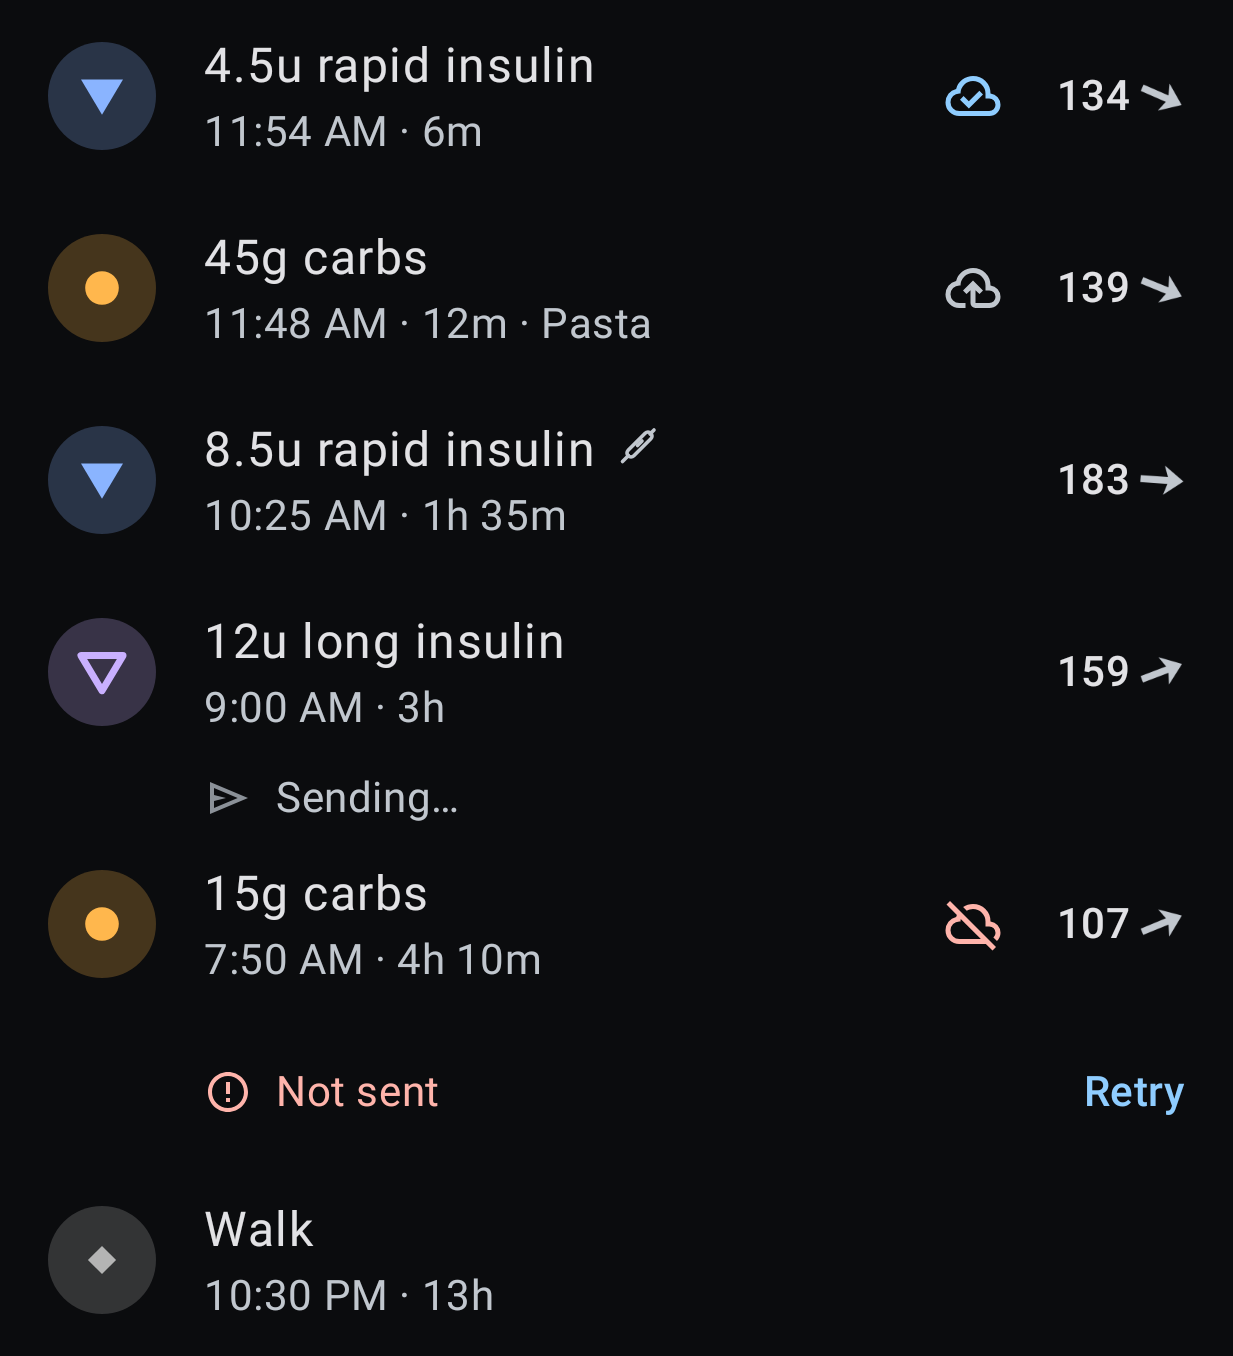 4.5u rapid insulin
11:54 AM · 6m
134
45g carbs
11:48 AM · 12m · Pasta
139
8.5u rapid insulin
10:25 AM · 1h 35m
183
12u long insulin
9:00 AM · 3h
159
Sending…
15g carbs
7:50 AM · 4h 10m
107
Not sent
Retry
Walk
10:30 PM · 13h